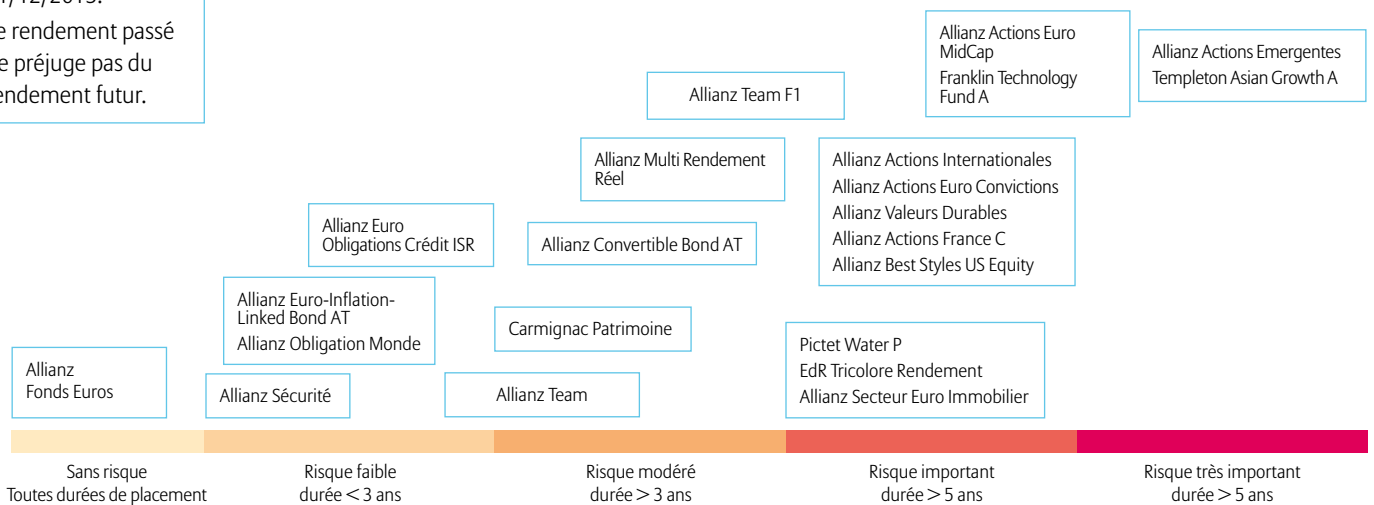 e rendement passé
e préjuge pas du
endement futur.
Allianz Actions Euro
MidCap
Franklin Technology
Fund A
Allianz Actions Emergentes
Templeton Asian Growth A
Allianz Team F1
Allianz Multi Rendement
Réel
Allianz Actions Internationales
Allianz Actions Euro Convictions
Allianz Valeurs Durables
Allianz Actions France C
Allianz Best Styles US Equity
Allianz Euro
Obligations Crédit ISR
Allianz Convertible Bond AT
Allianz Euro-Inflation-
Linked Bond AT
Allianz Obligation Monde
Carmignac Patrimoine
Pictet Water P
EdR Tricolore Rendement
Allianz Secteur Euro Immobilier
Allianz
Fonds Euros
Allianz Sécurité
Allianz Team
Sans risque
Toutes durées de placement
Risque faible
durée < 3 ans
Risque modéré
durée > 3 ans
Risque important
durée > 5 ans
Risque très important
durée > 5 ans